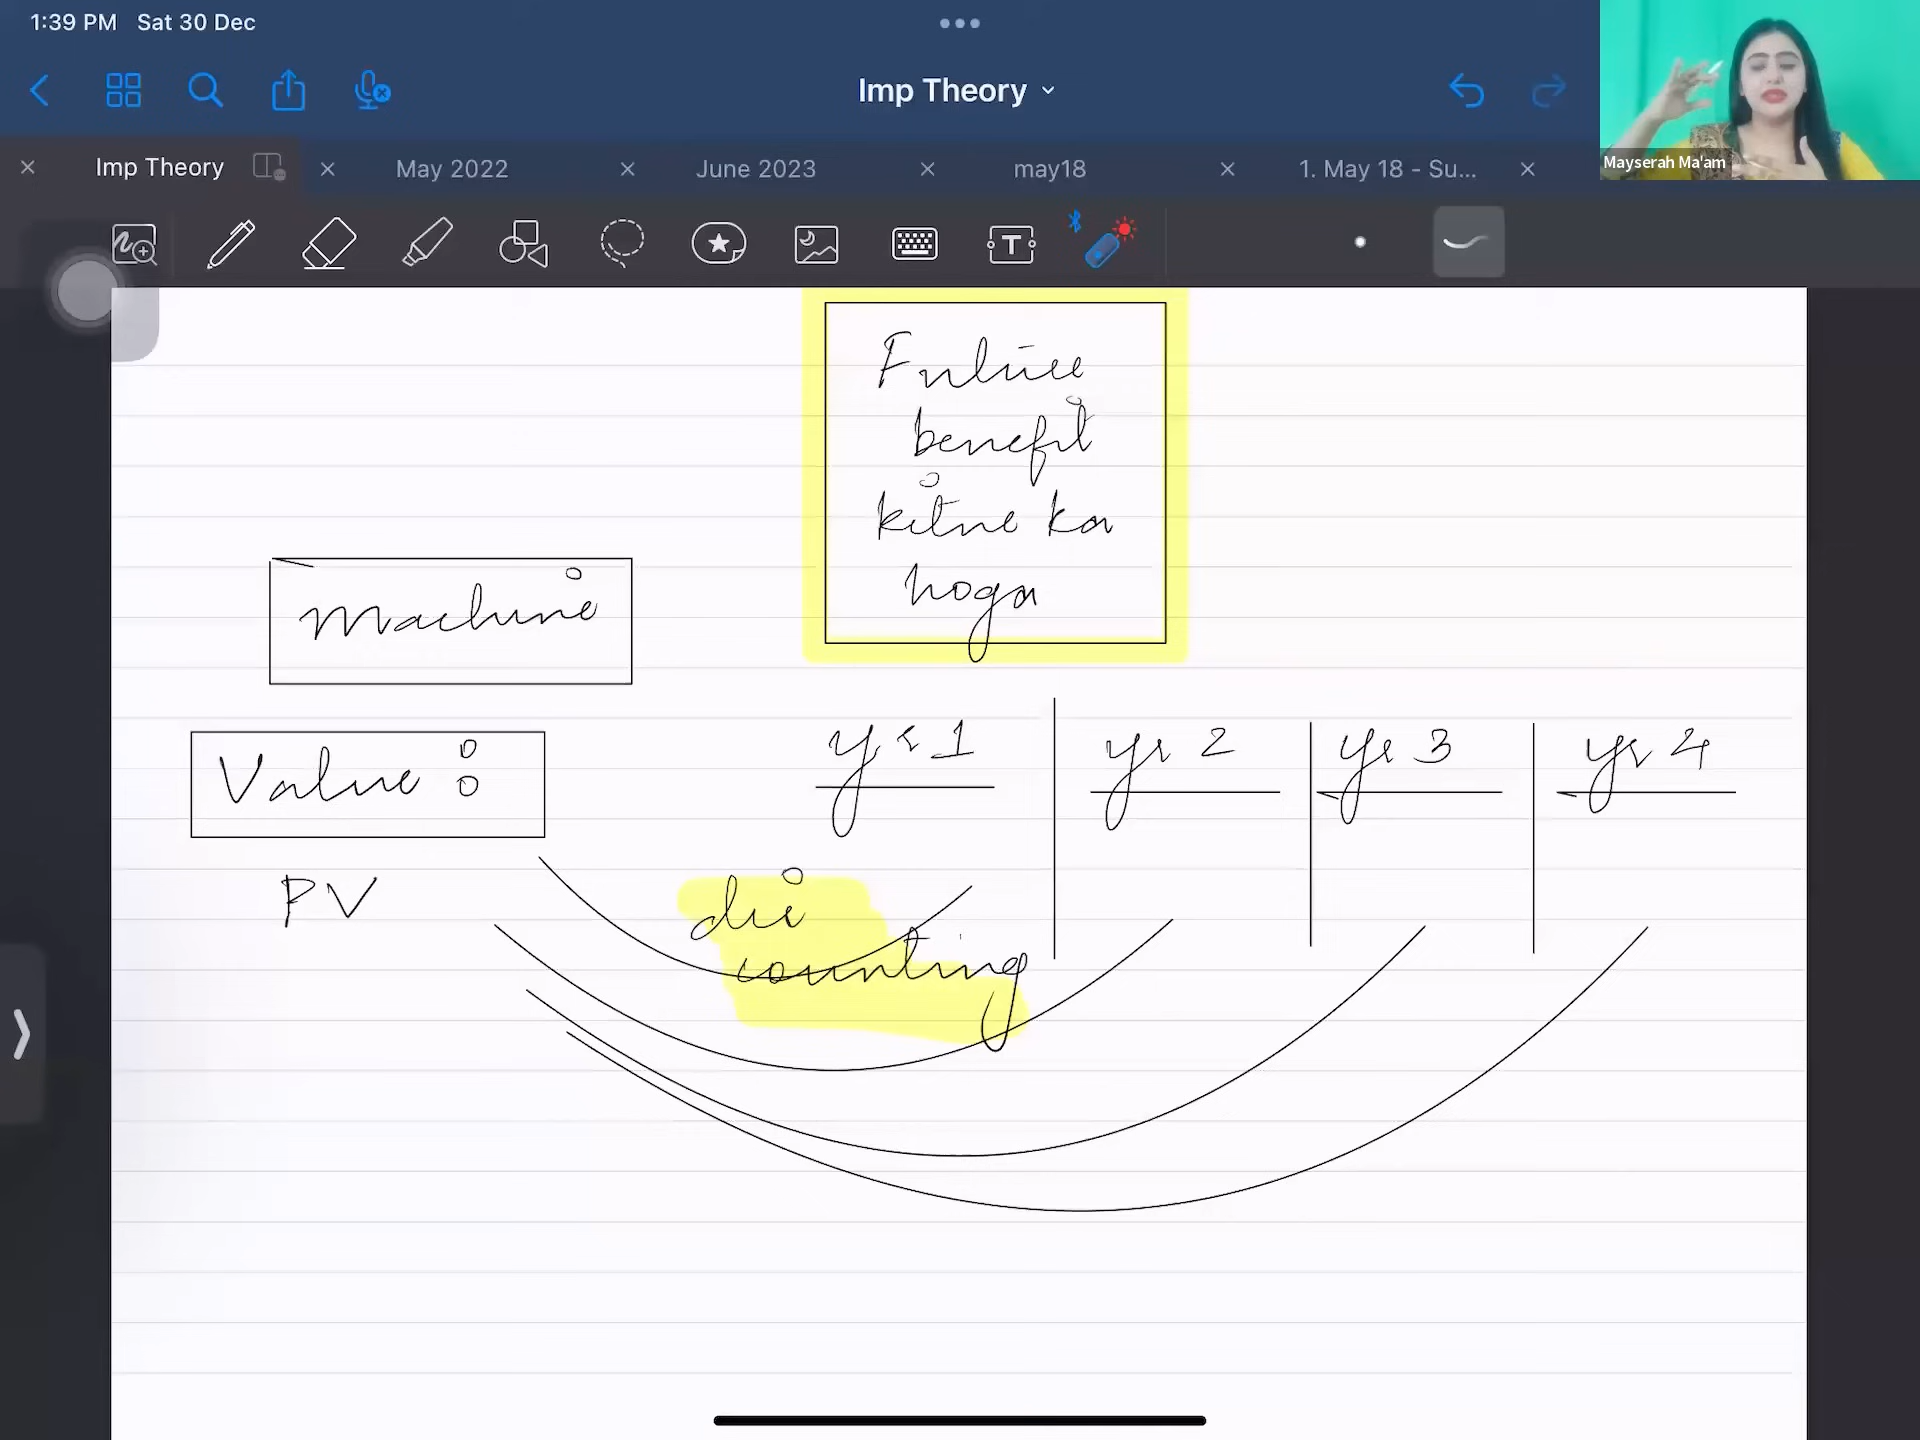 1:39 PM Sat 30 Dec
Imp Theory
Mayserah Ma'am
Imp Theory
May 2022
June 2023
may18
1. May 18 - Su...
Future
benefit
kitne ka
hoga
Machine
Value :
yr 1
yr 2
yr 3
yr 4
PV
dis
counting